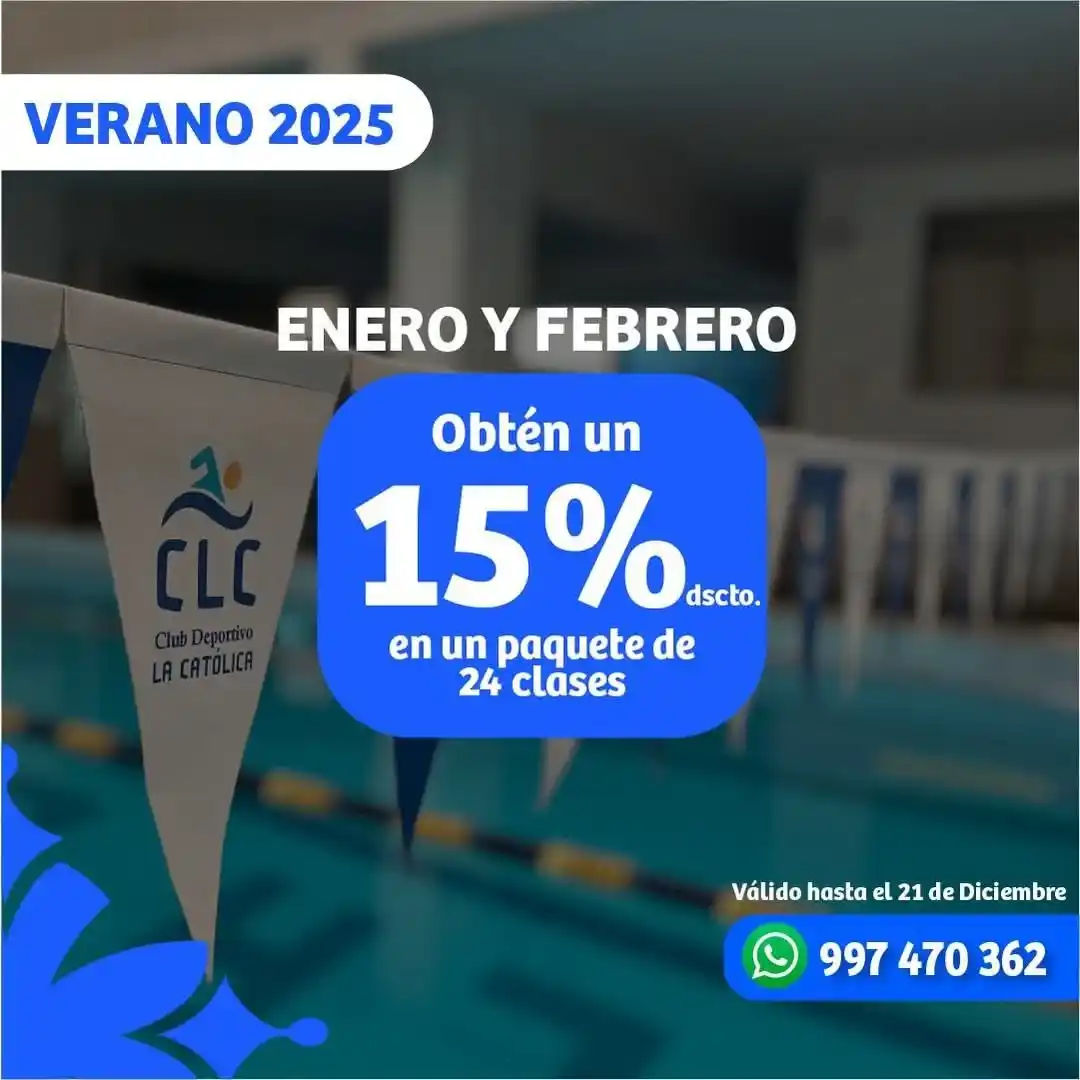 VERANO 2025
ENERO Y FEBRERO
Obtén un
15% dscto.
en un paquete de
24 clases
CLC
Club Deportivo
LA CATÓLICA
Válido hasta el 21 de Diciembre
997 470 362